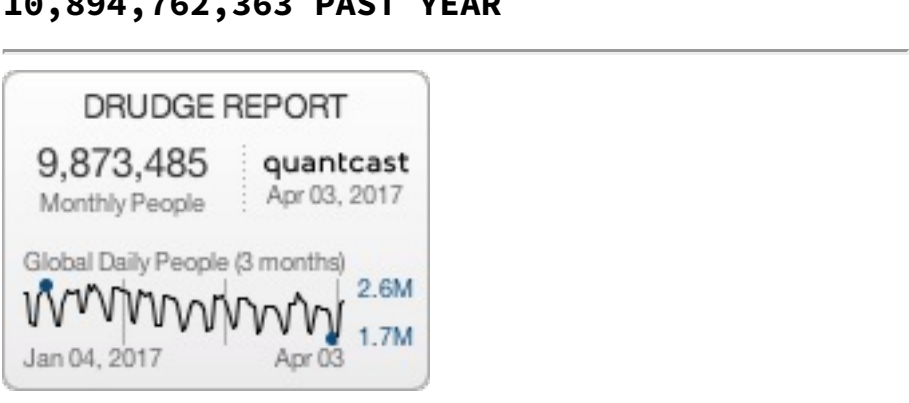 10,894,762,363 PAST YEAR
DRUDGE REPORT
9,873,485
Monthly People
quantcast
Apr 03, 2017
Global Daily People (3 months)
2.6M
1.7M
Jan 04, 2017
Apr 03